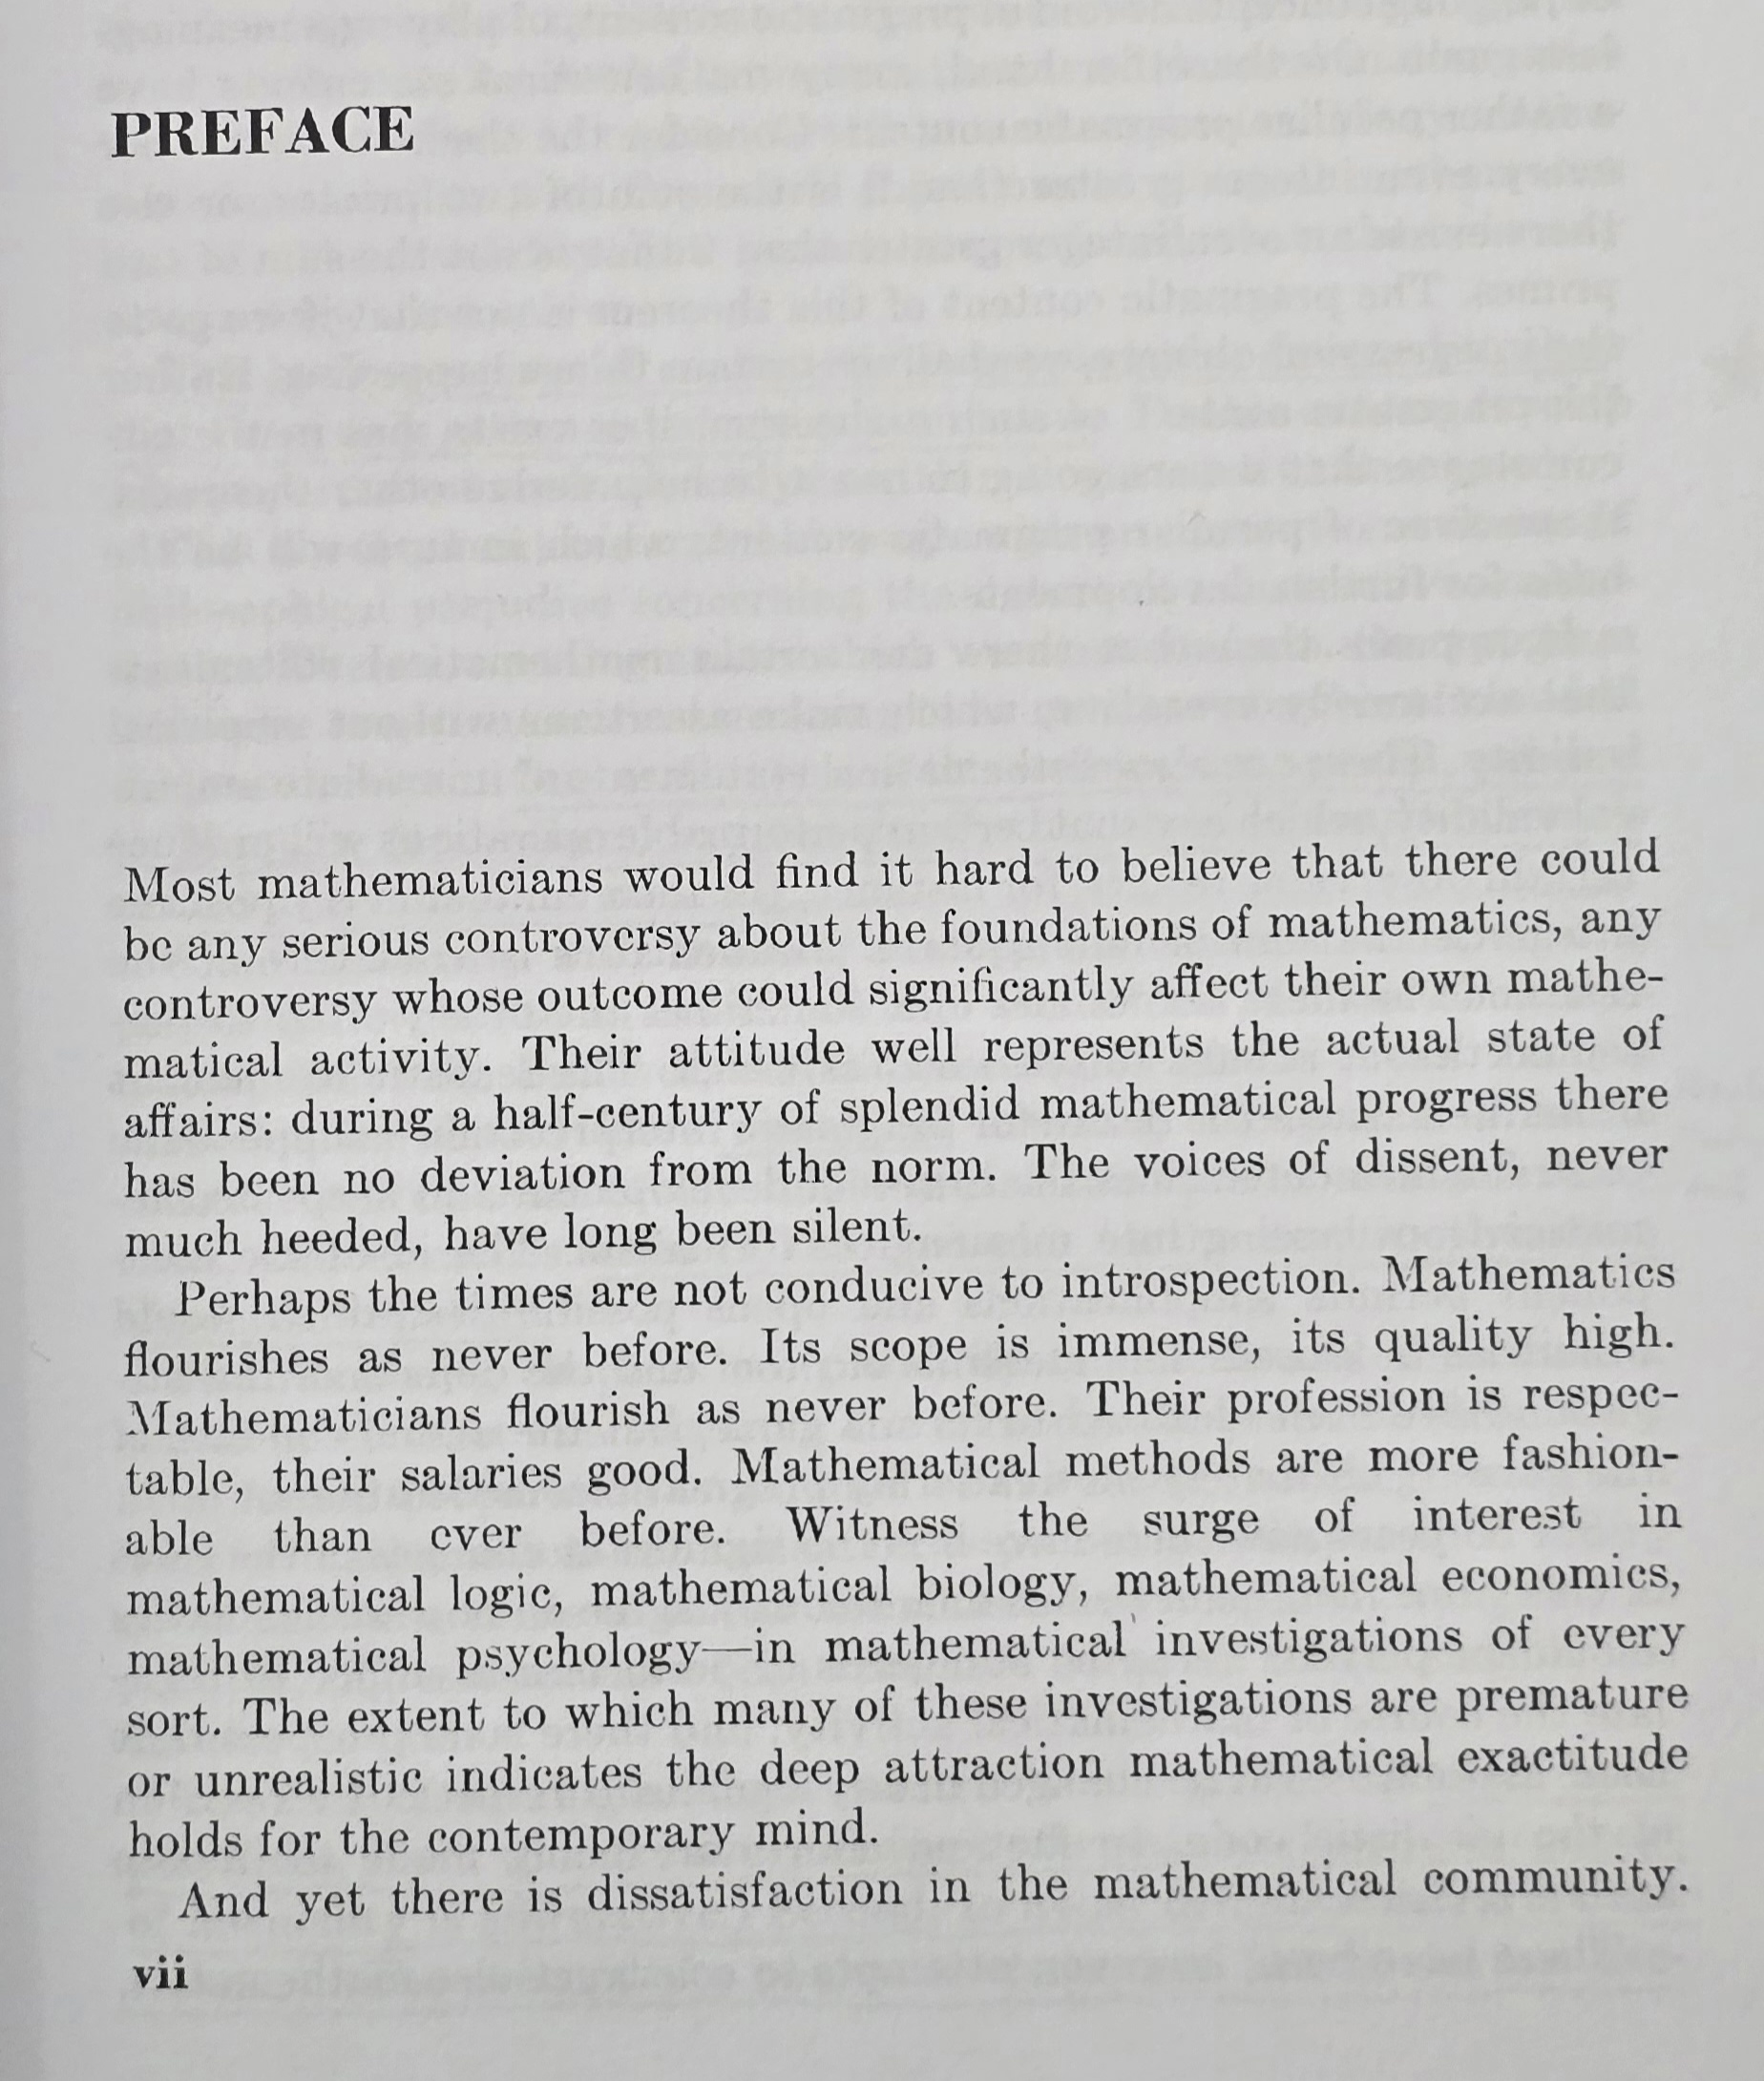 PREFACE
Most mathematicians would find it hard to believe that there could
be any serious controversy about the foundations of mathematics, any
controversy whose outcome could significantly affect their own mathe-
matical activity. Their attitude well represents the actual state of
affairs: during a half-century of splendid mathematical progress there
has been no deviation from the norm. The voices of dissent, never
much heeded, have long been silent.
Perhaps the times are not conducive to introspection. Mathematics
flourishes as never before. Its scope is immense, its quality high.
Mathematicians flourish as never before. Their profession is respec-
table, their salaries good. Mathematical methods are more fashion-
able than ever before. Witness the surge of interest in
mathematical logic, mathematical biology, mathematical economics,
mathematical psychology—in mathematical investigations of every
sort. The extent to which many of these investigations are premature
or unrealistic indicates the deep attraction mathematical exactitude
holds for the contemporary mind.
And yet there is dissatisfaction in the mathematical community.
vii